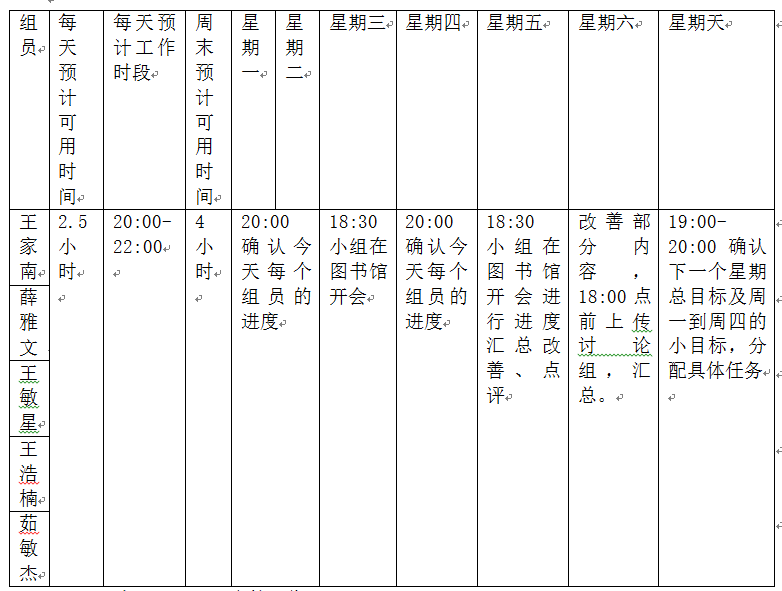 组
员
每
天
预
计
可
用
时
间
每天预
计工作
时段
周
末
预
计
可
用
时
间
星
期
一
星
期
二
星期三
星期四
星期五
星期六
星期天
王
家
南
薛
雅
文
王
敏
星
王
浩
楠
茹
敏
杰
2.5
小
时
20:00-
22:00
4
小
时
20:00
确认今
天每个
组员的
进度
18:30
小组在
图书馆
开会
20:00
确认今
天每个
组员的
进度
18:30
小组在
图书馆
开会进
行进度
汇总改
善、点
评
改善部
分内
容，
18:00点
前上传
讨论
组，汇
总。
19:00-
20:00确认
下一个星期
总目标及周
一到周四的
小目标，分
配具体任务